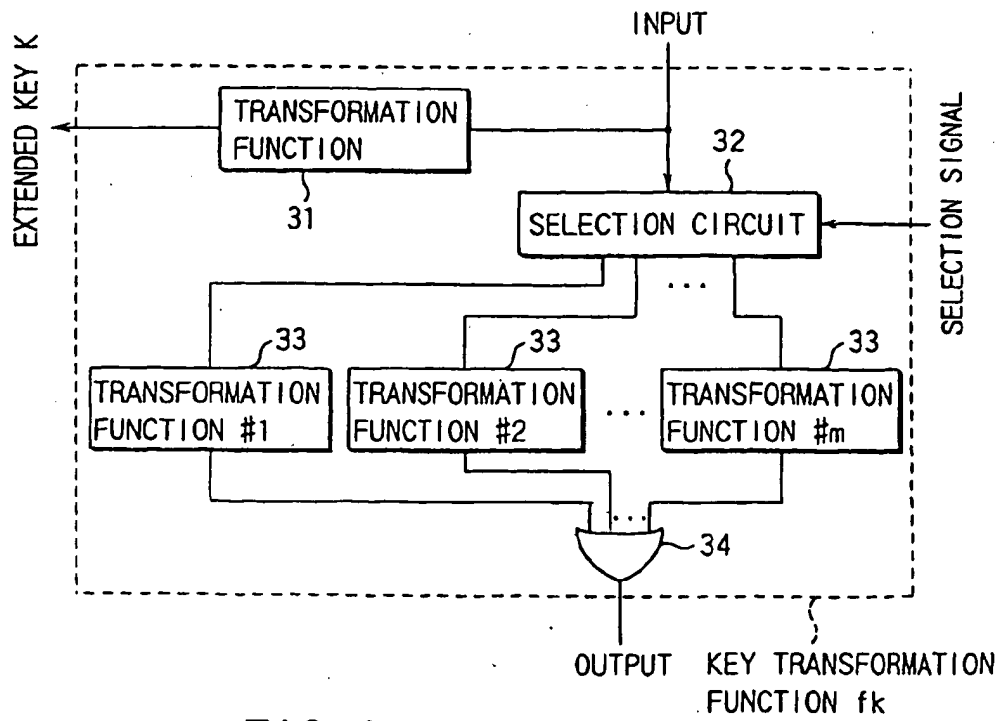 INPUT
EXTENDED KEY K
TRANSFORMATION
FUNCTION
31
32
SELECTION CIRCUIT
SELECTION SIGNAL
33
TRANSFORMATION
FUNCTION #1
33
TRANSFORMATION
FUNCTION #2
...
33
TRANSFORMATION
FUNCTION #m
34
OUTPUT
KEY TRANSFORMATION
FUNCTION fk